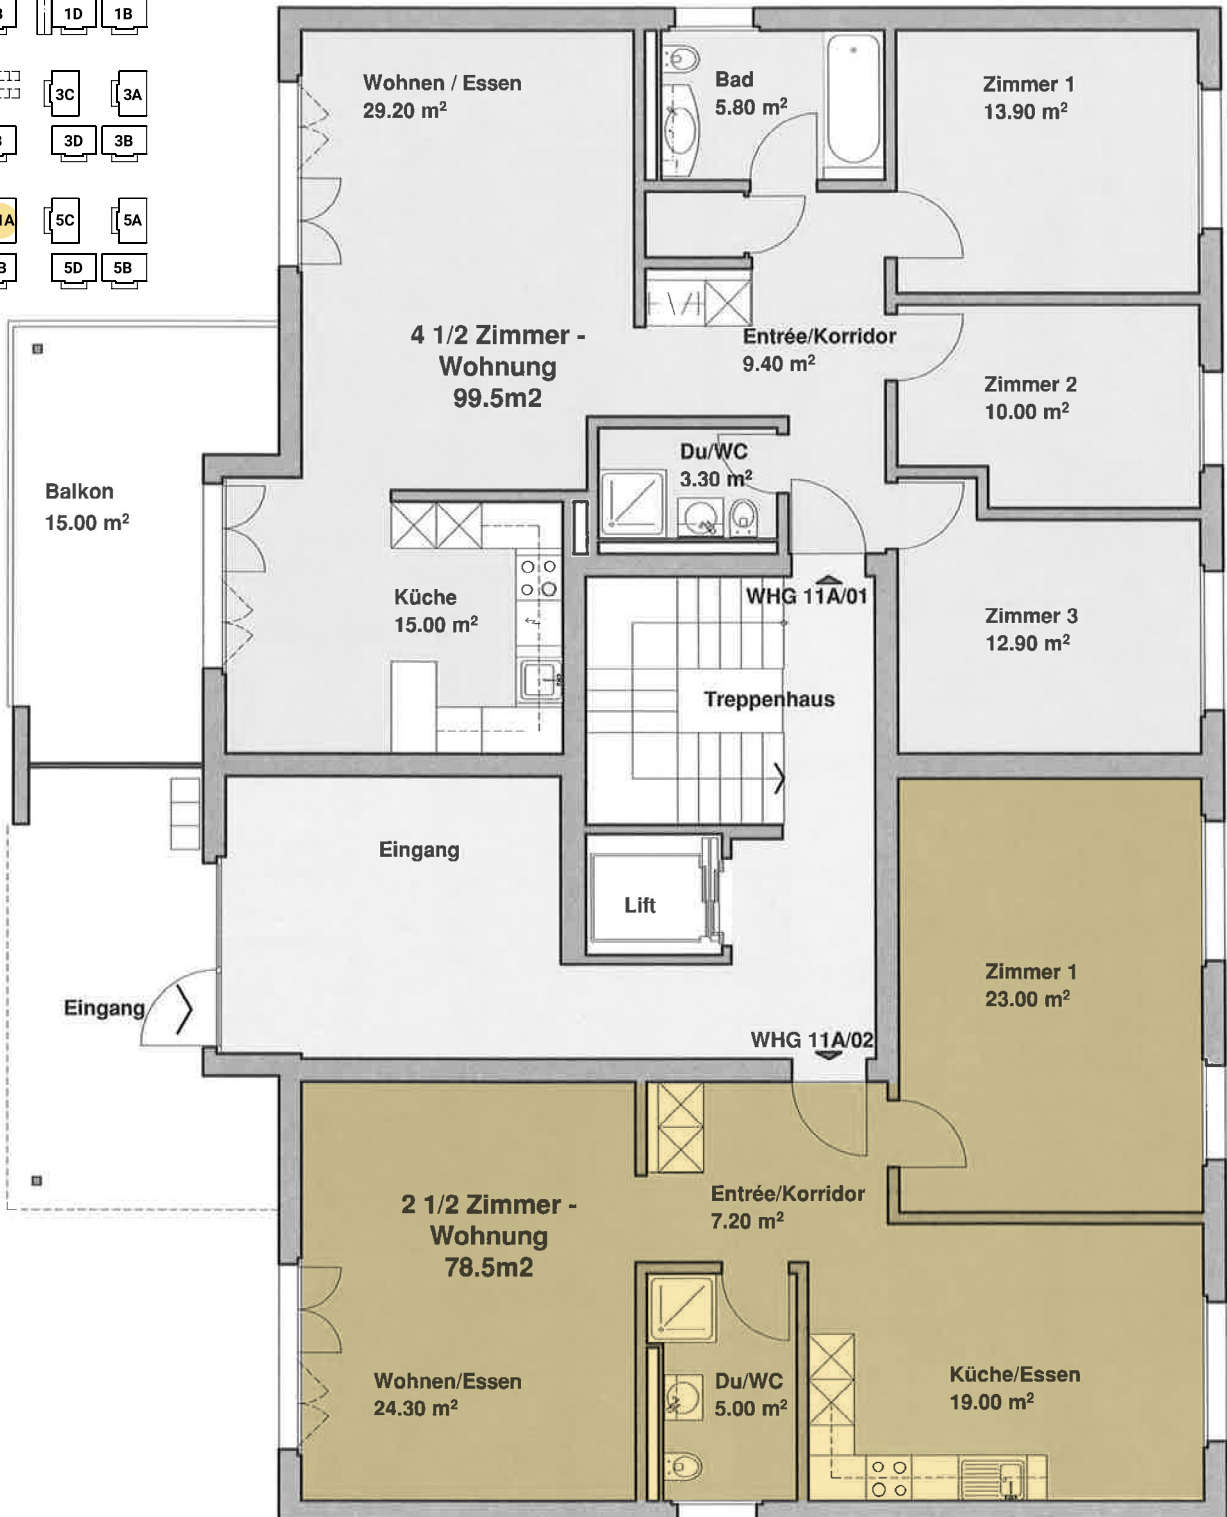 1D 1B
3C 3A
3D 3B
1A 5C 5A
5D 5B
Wohnen / Essen
29.20 m²
Bad
5.80 m²
Zimmer 1
13.90 m²
4 1/2 Zimmer -
Wohnung
99.5m2
Entrée/Korridor
9.40 m²
Zimmer 2
10.00 m²
Du/WC
3.30 m²
Balkon
15.00 m²
Küche
15.00 m²
WHG 11A/01
Zimmer 3
12.90 m²
Treppenhaus
Eingang
Lift
Zimmer 1
23.00 m²
Eingang
WHG 11A/02
2 1/2 Zimmer -
Wohnung
78.5m2
Entrée/Korridor
7.20 m²
Wohnen/Essen
24.30 m²
Du/WC
5.00 m²
Küche/Essen
19.00 m²